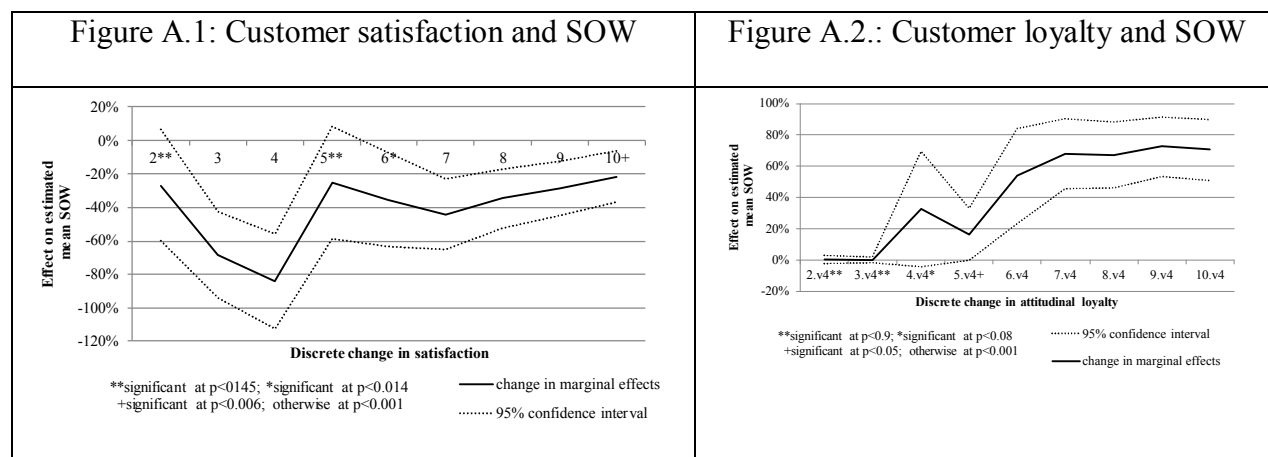 Figure A.1: Customer satisfaction and SOW
20%
0%
-20%
-40%
-60%
-80%
-100%
-120%
2**
3
4
5**
6*
7
8
9
10+
Effect on estimated
mean SOW
Discrete change in satisfaction
**significant at p<0145; *significant at p<0.014
+significant at p<0.006; otherwise at p<0.001
change in marginal effects
95% confidence interval
Figure A.2.: Customer loyalty and SOW
100%
80%
60%
40%
20%
0%
-20%
2.v4**
3.v4**
4.v4*
5.v4+
6.v4
7.v4
8.v4
9.v4
10.v4
Effect on estimated
mean SOW
Discrete change in attitudinal loyalty
**significant at p<0.9; *significant at p<0.08
+significant at p<0.05; otherwise at p<0.001
95% confidence interval
change in marginal effects